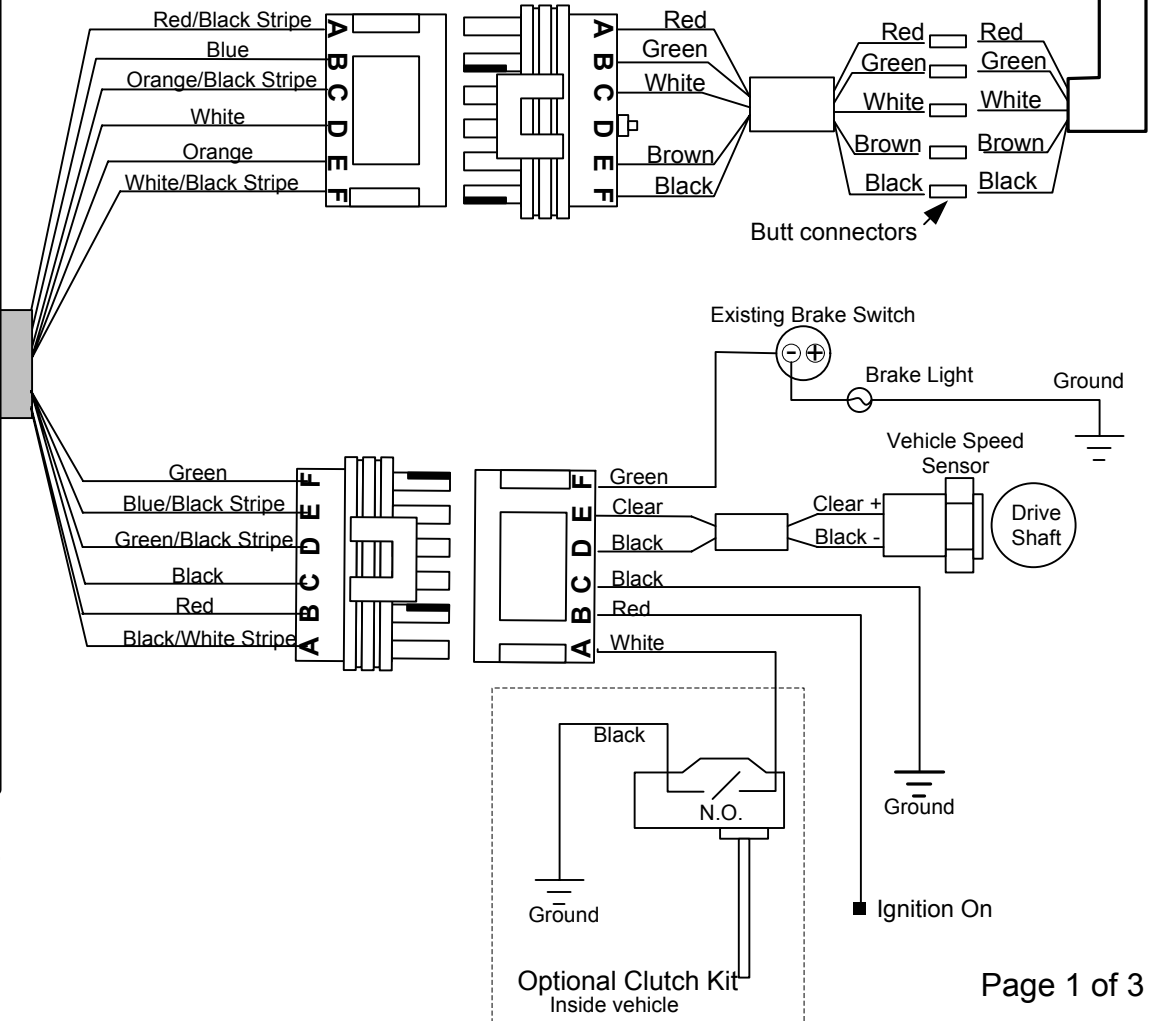 Red/Black Stripe
Blue
Orange/Black Stripe
White
Orange
White/Black Stripe
A
B
C
D
E
F
A
B
C
D
E
F
Red
Green
White
Brown
Black
Red
Green
White
Brown
Black
Red
Green
White
Brown
Black
Butt connectors
Existing Brake Switch
Brake Light
Ground
Vehicle Speed
Sensor
Drive
Shaft
Clear +
Black -
Green
Blue/Black Stripe
Green/Black Stripe
Black
Red
Black/White Stripe
F
E
D
C
B
A
F
E
D
C
B
A
Green
Clear
Black
Black
Red
White
Black
N.O.
Ground
Ground
Ignition On
Optional Clutch Kit
Inside vehicle
Page 1 of 3